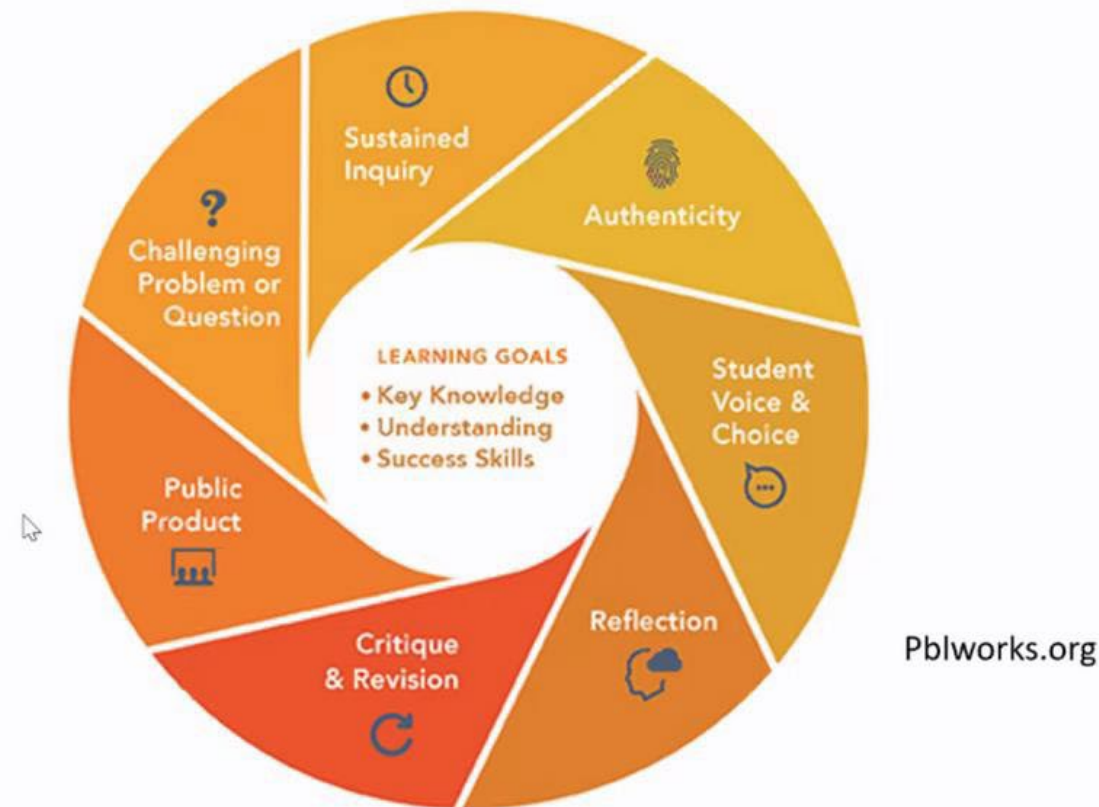 Sustained
Inquiry
Authenticity
?
Challenging
Problem or
Question
LEARNING GOALS
• Key Knowledge
• Understanding
• Success Skills
Student
Voice &
Choice
Public
Product
Reflection
Critique
& Revision
Pblworks.org